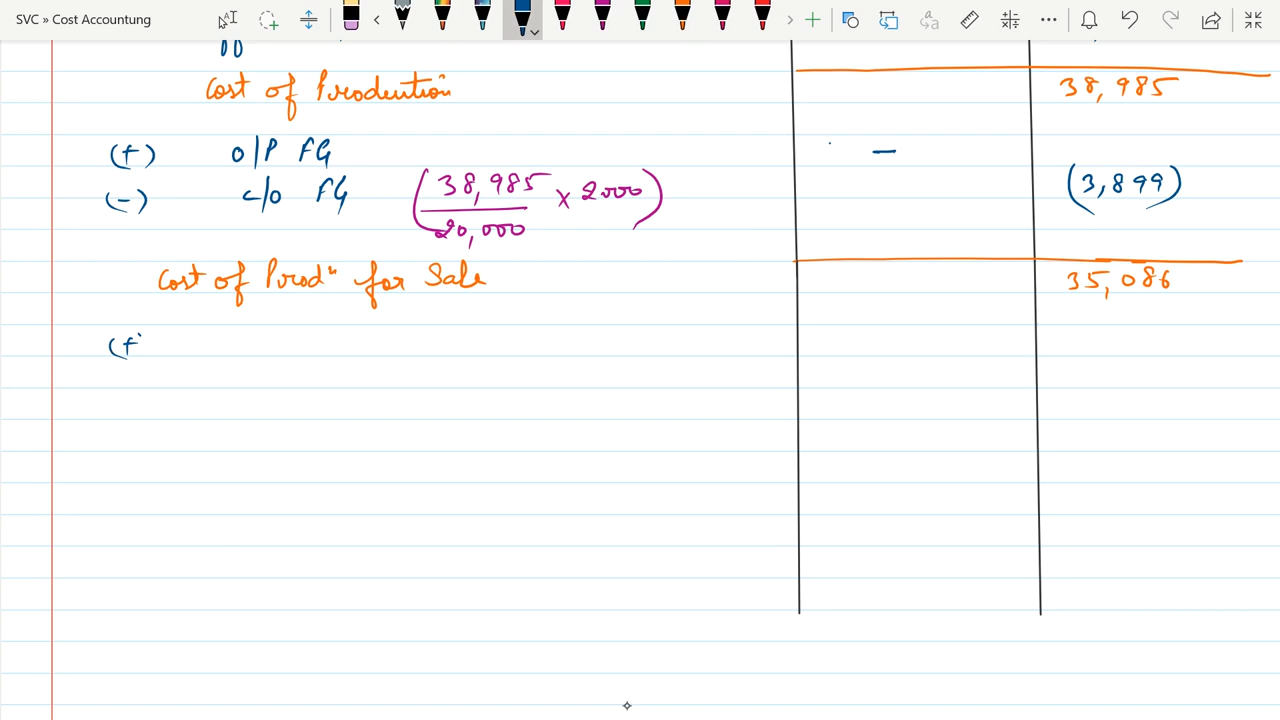 SVC » Cost Accountung
Cost of Prodcution 38,985
(+) O/P FG —
(-) C/O FG (38,985/20,000 x 2000) (3,899)
Cost of Prodⁿ for Sale 35,086
(+